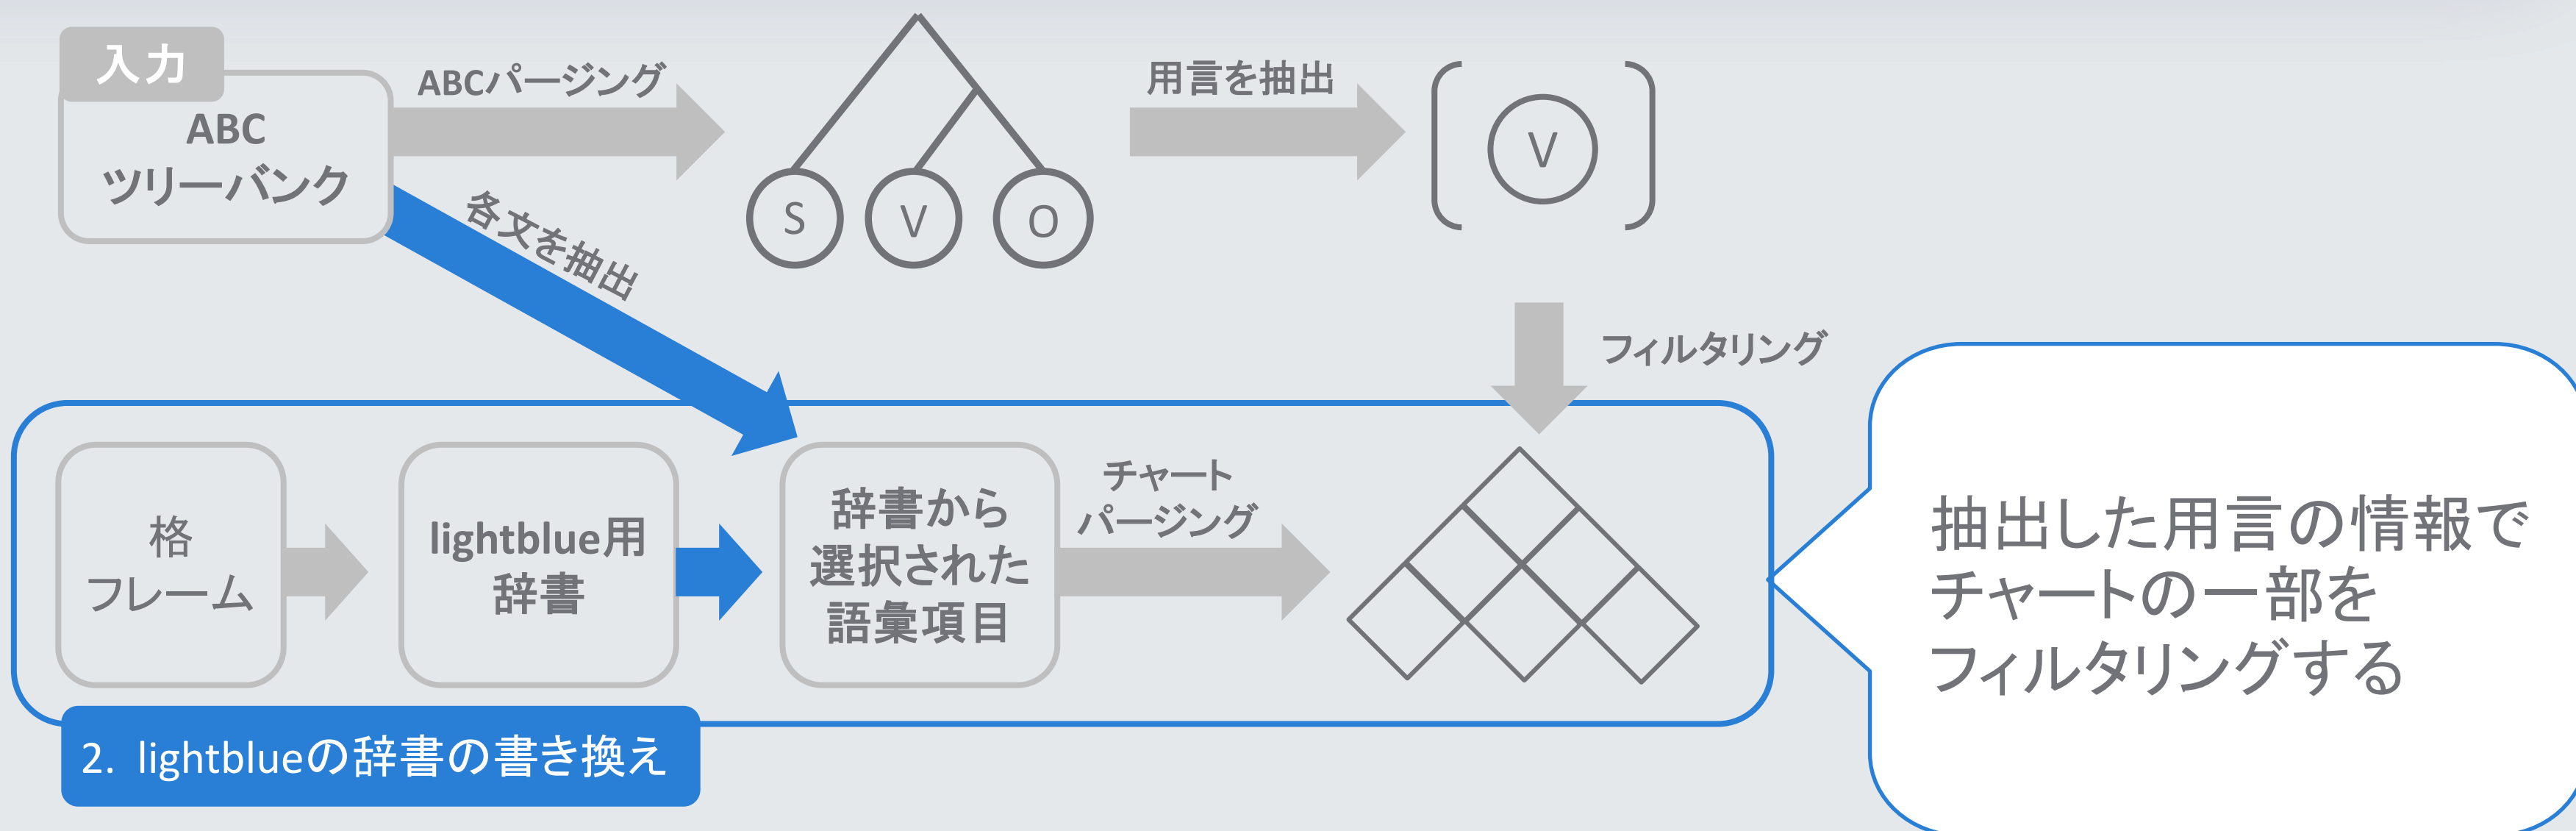 入力
ABC
ツリーバンク
ABCパージング
S
V
O
用言を抽出
V
各文を抽出
フィルタリング
格
フレーム
lightblue用
辞書
辞書から
選択された
語彙項目
チャート
パージング
2. lightblueの辞書の書き換え
抽出した用言の情報で
チャートの一部を
フィルタリングする